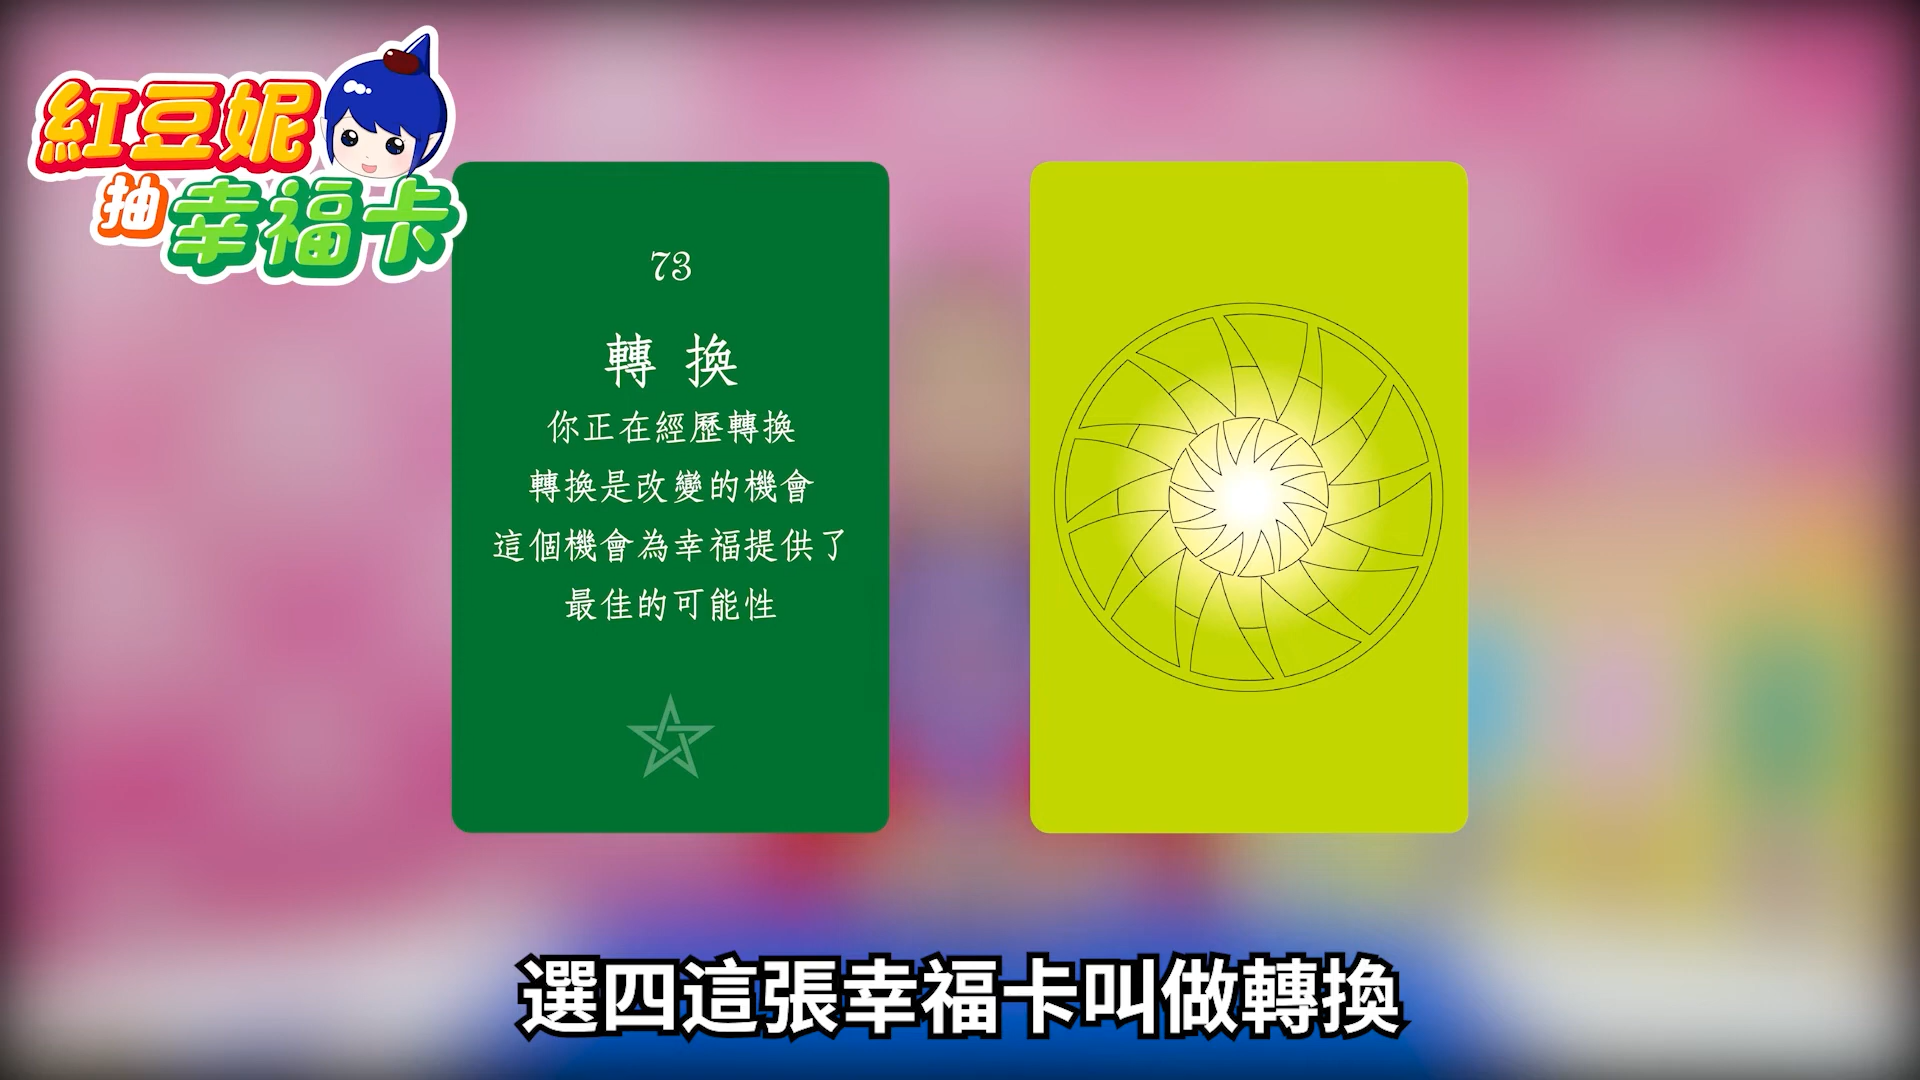 紅豆妮
抽幸福卡
73
轉換
你正在經歷轉換
轉換是改變的機會
這個機會為幸福提供了
最佳的可能性
選四這張幸福卡叫做轉換